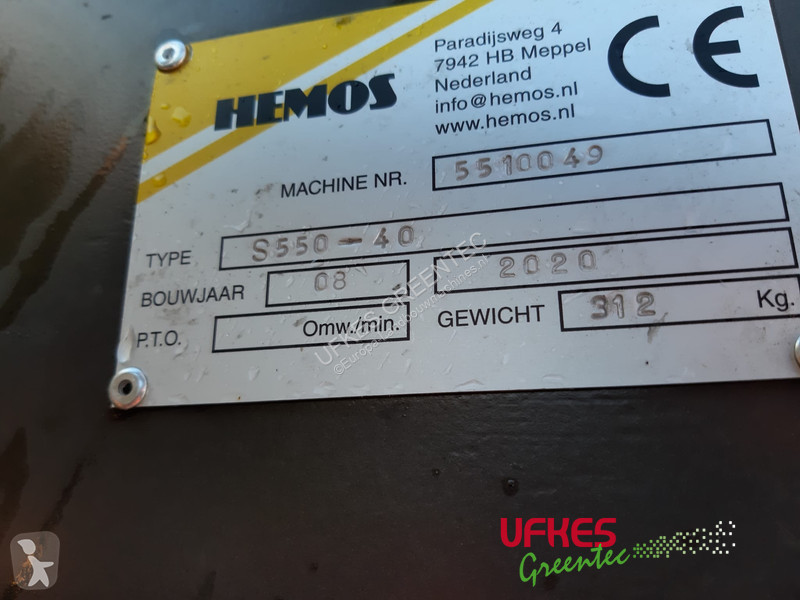 HEMOS
Paradijsweg 4
7942 HB Meppel
Nederland
info@hemos.nl
www.hemos.nl
CE
MACHINE NR. 5510049
TYPE S550-40
BOUWJAAR 08 - 2020
P.T.O. Omw./min. GEWICHT 312 Kg.
UFKES GREENTEC
UFKES
Greentec